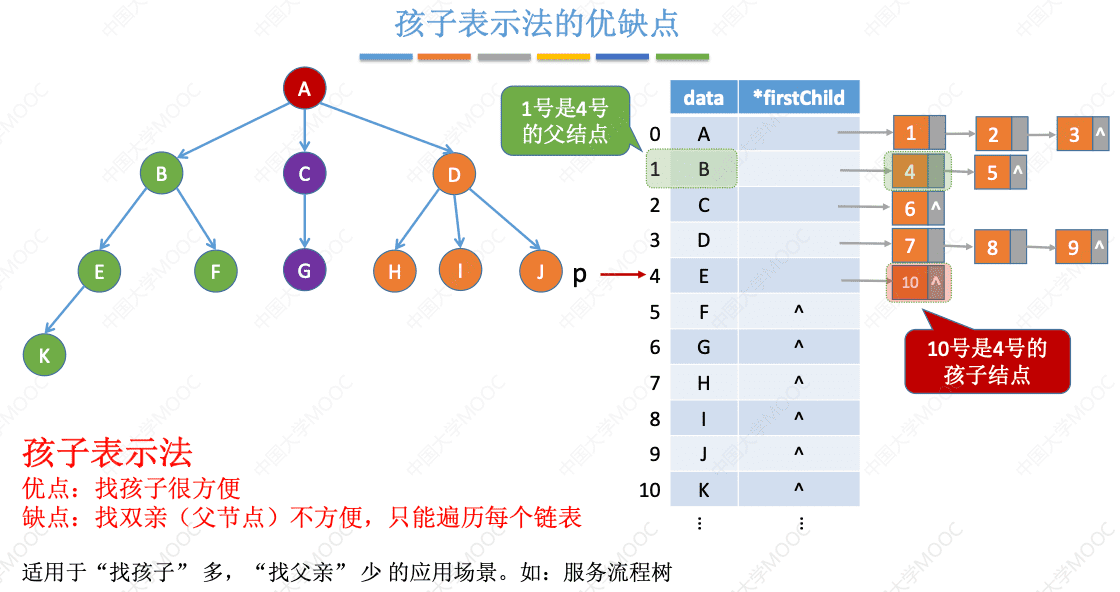 孩子表示法的优缺点
A
B
C
D
E
F
G
H
I
J
K
p
1号是4号
的父结点
data *firstChild
0 A 1 2 3 ^
1 B 4 5 ^
2 C 6 ^
3 D 7 8 9 ^
4 E 10 ^
5 F ^
6 G ^
7 H ^
8 I ^
9 J ^
10 K ^
⋮ ⋮
10号是4号的
孩子结点
孩子表示法
优点：找孩子很方便
缺点：找双亲（父节点）不方便，只能遍历每个链表
适用于“找孩子” 多，“找父亲” 少 的应用场景。如：服务流程树
中国大学MOOC